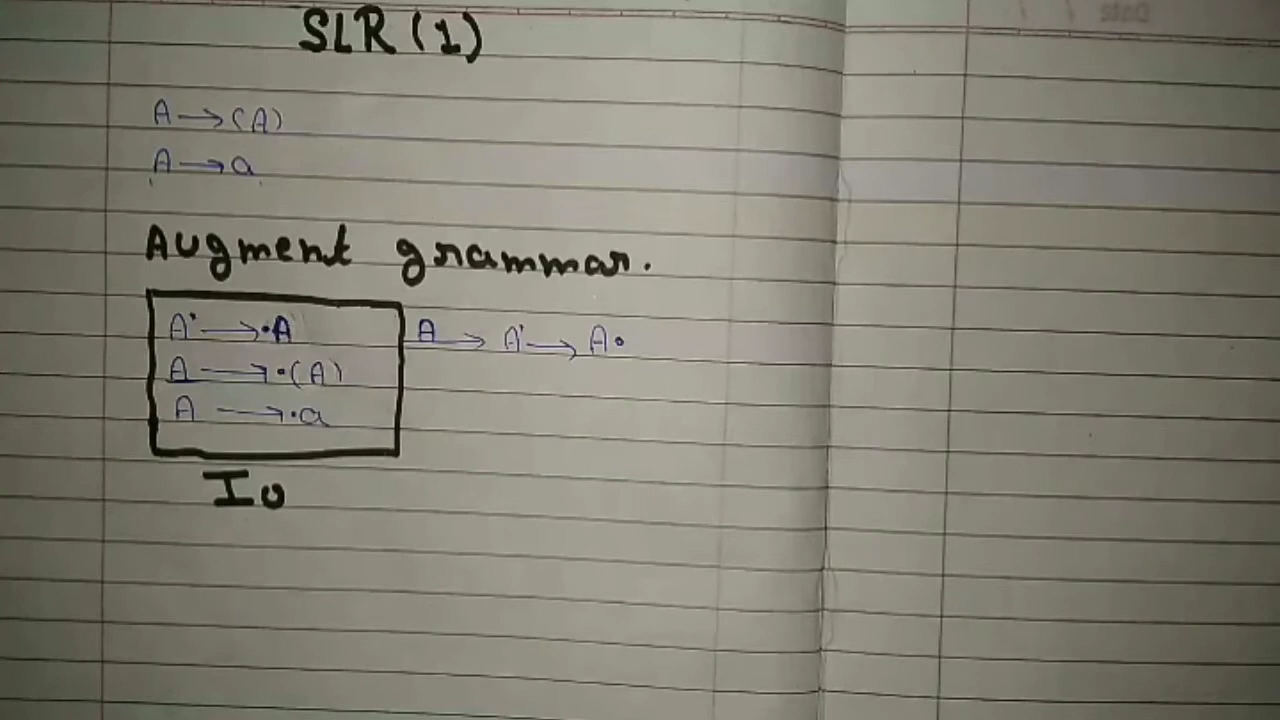 SLR (1)
A → (A)
A → a
Augment grammar.
A' → •A A → A' → A•
A → •(A)
A → •a
I0